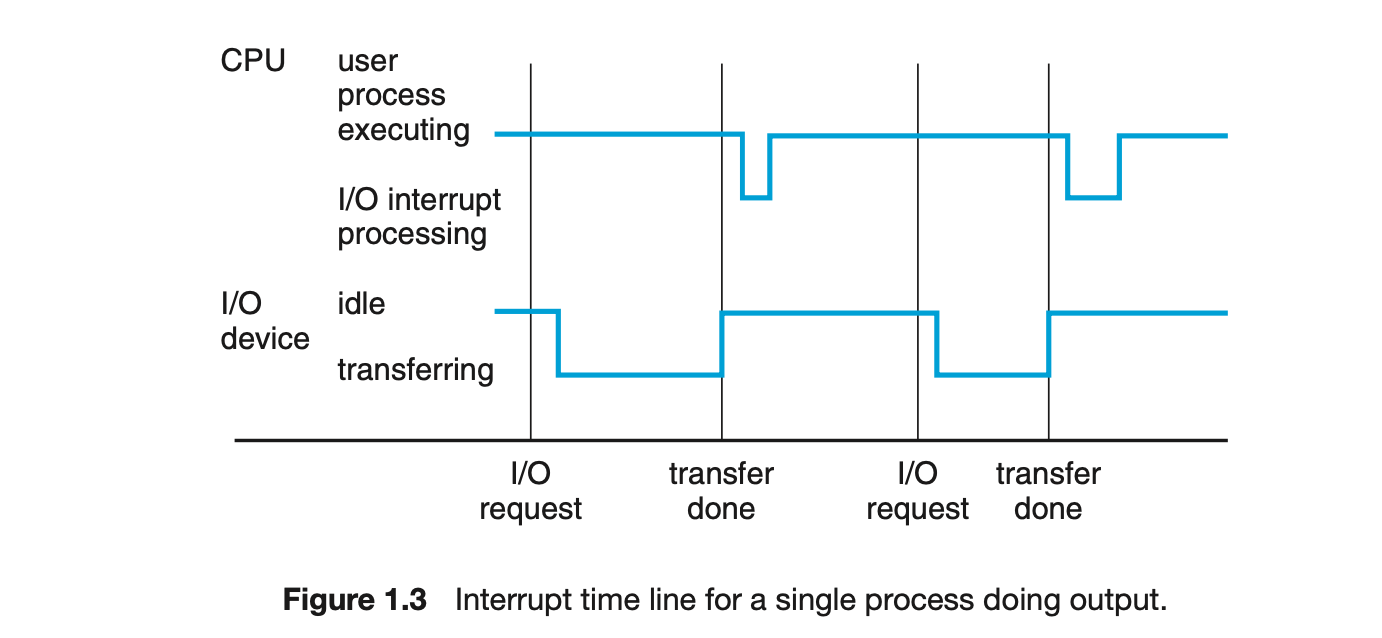 CPU
user
process
executing
I/O interrupt
processing
I/O
device
idle
transferring
I/O
request
transfer
done
I/O
request
transfer
done
Figure 1.3 Interrupt time line for a single process doing output.